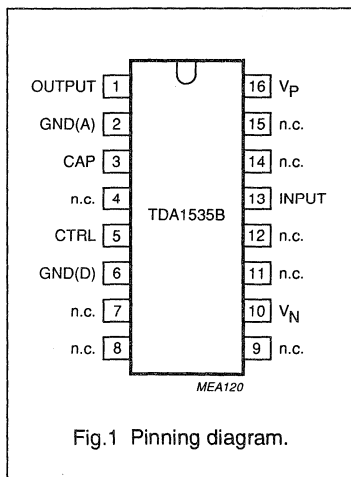 OUTPUT 1 16 VP
GND(A) 2 15 n.c.
CAP 3 14 n.c.
n.c. 4 13 INPUT
TDA1535B
CTRL 5 12 n.c.
GND(D) 6 11 n.c.
n.c. 7 10 VN
n.c. 8 9 n.c.
MEA120
Fig.1 Pinning diagram.